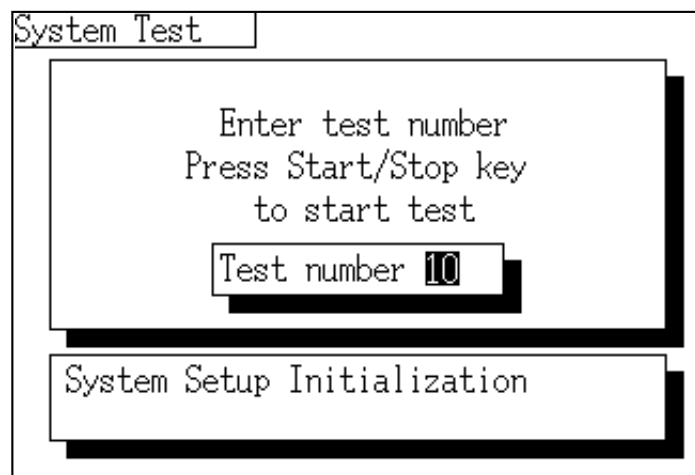 System Test
Enter test number
Press Start/Stop key
to start test
Test number 10
System Setup Initialization